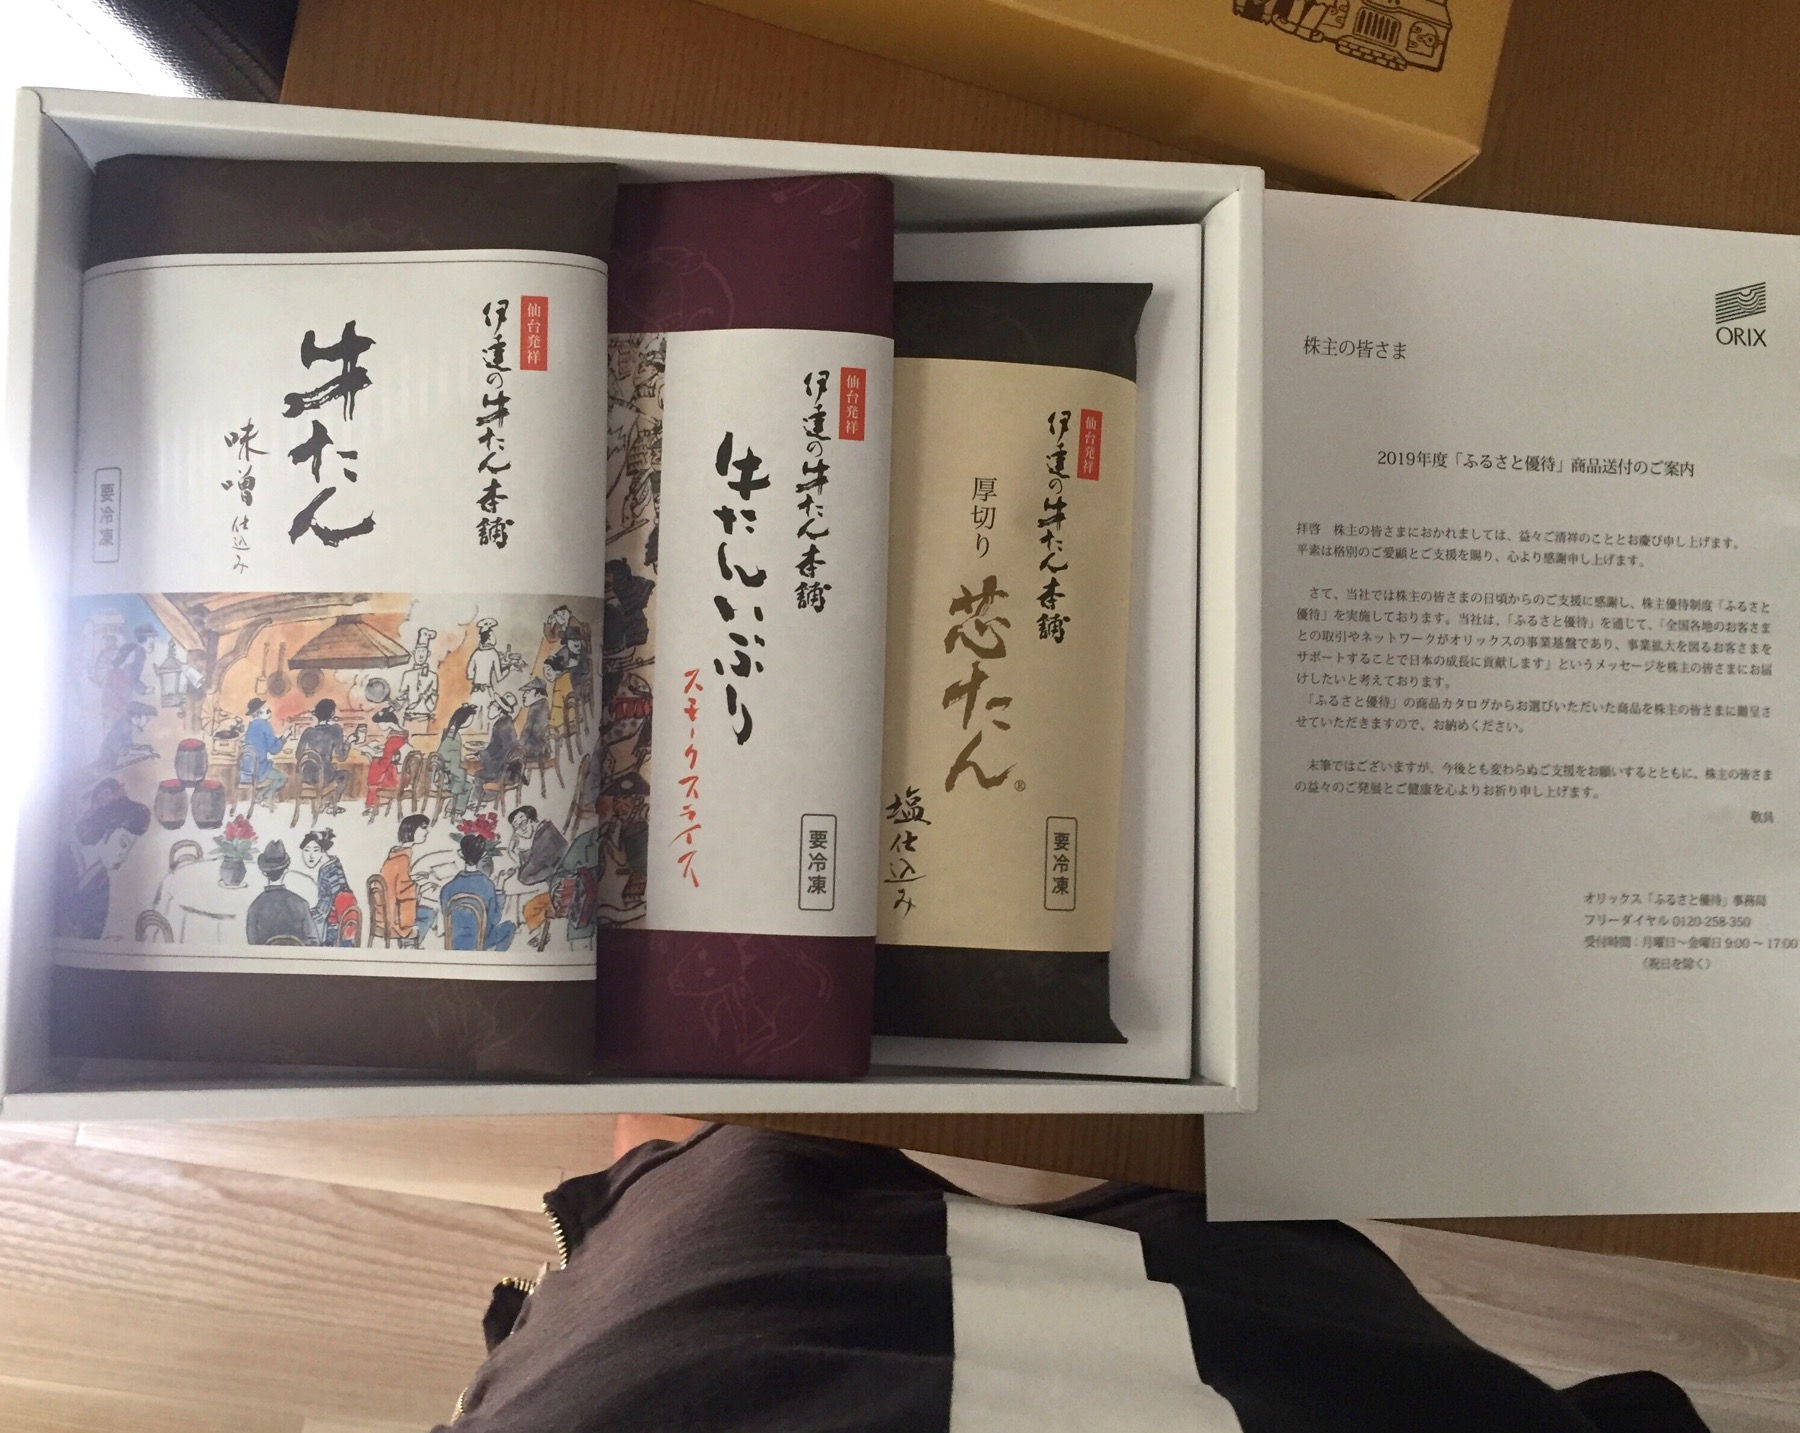 仙台発祥
伊達の牛たん本舗
牛たん
味噌仕込み
要冷凍
仙台発祥
伊達の牛たん本舗
牛たんいぶり
スモークスライス
要冷凍
仙台発祥
伊達の牛たん本舗
厚切り
芯たん®
塩仕込み
要冷凍
ORIX
株主の皆さま
2019年度「ふるさと優待」商品送付のご案内
拝啓 株主の皆さまにおかれましては、益々ご清祥のこととお慶び申し上げます。
平素は格別のご愛顧とご支援を賜り、心より感謝申し上げます。
さて、当社では株主の皆さまの日頃からのご支援に感謝し、株主優待制度「ふるさと
優待」を実施しております。当社は、「ふるさと優待」を通じて、「全国各地のお客さま
との取引やネットワークがオリックスの事業基盤であり、事業拡大を図るお客さまを
サポートすることで日本の成長に貢献します」というメッセージを株主の皆さまにお届
けしたいと考えております。
「ふるさと優待」の商品カタログからお選びいただいた商品を株主の皆さまに贈呈さ
せていただきますので、お納めください。
末筆ではございますが、今後とも変わらぬご支援をお願いするとともに、株主の皆さま
の益々のご発展とご健康を心よりお祈り申し上げます。
敬具
オリックス「ふるさと優待」事務局
フリーダイヤル 0120-258-350
受付時間：月曜日～金曜日 9:00 ～ 17:00
（祝日を除く）